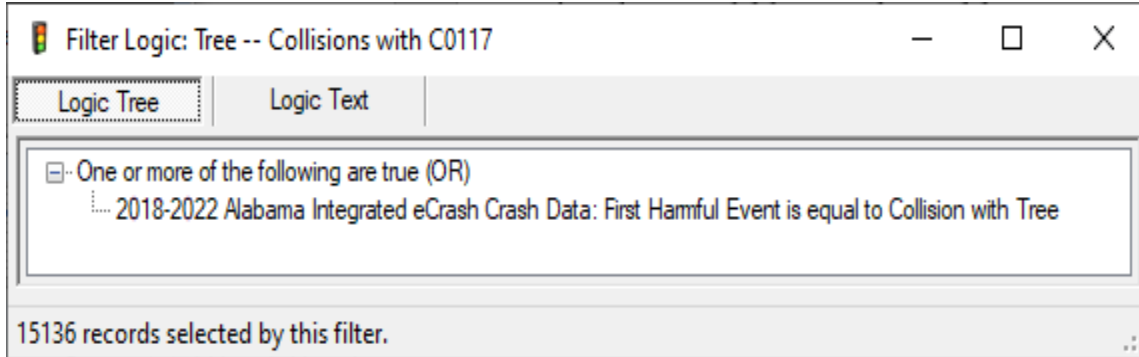 Filter Logic: Tree -- Collisions with C0117
Logic Tree
Logic Text
One or more of the following are true (OR)
2018-2022 Alabama Integrated eCrash Crash Data: First Harmful Event is equal to Collision with Tree
15136 records selected by this filter.